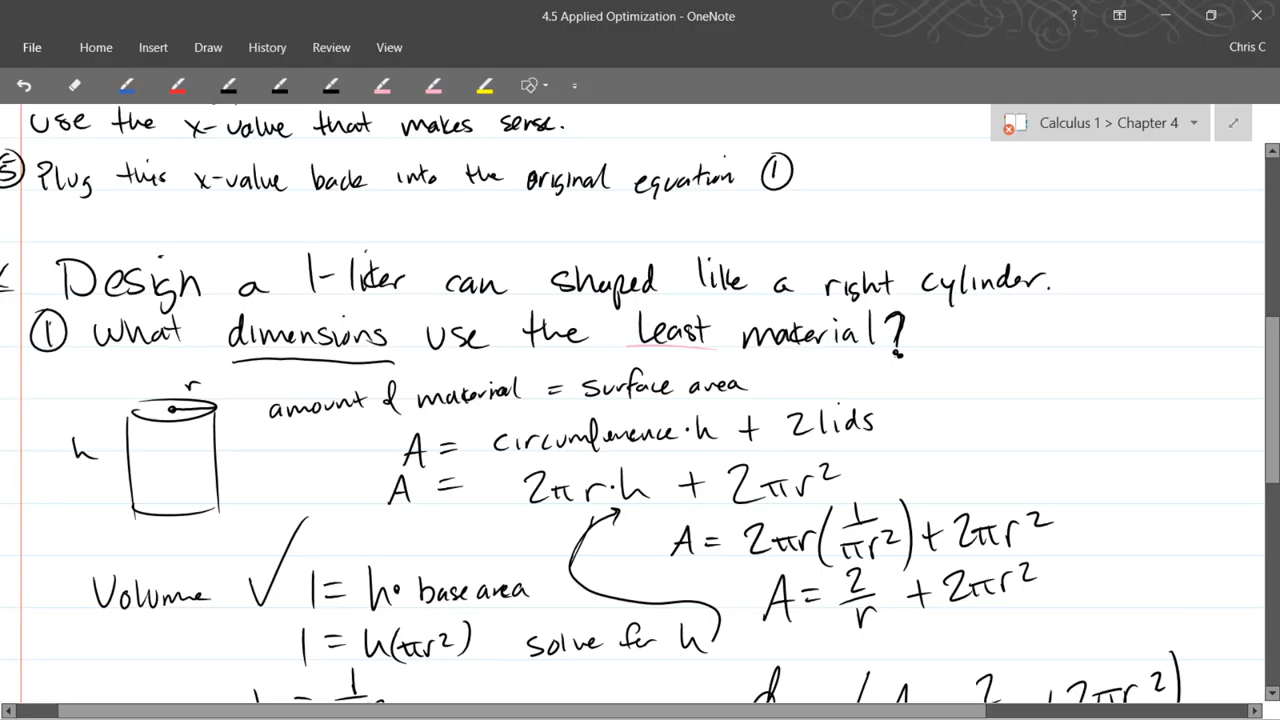 4.5 Applied Optimization - OneNote
File Home Insert Draw History Review View
Chris C
Calculus 1 > Chapter 4
use the x-value that makes sense.
⑤ Plug this x-value back into the original equation ①
Design a 1-liter can shaped like a right cylinder.
① What dimensions use the least material?
r
h
amount of material = surface area
A = circumference·h + 2 lids
A = 2πr·h + 2πr²
A = 2πr(1/πr²) + 2πr²
A = 2/r + 2πr²
Volume √ 1 = h· base area
1 = h(πr²) solve for h